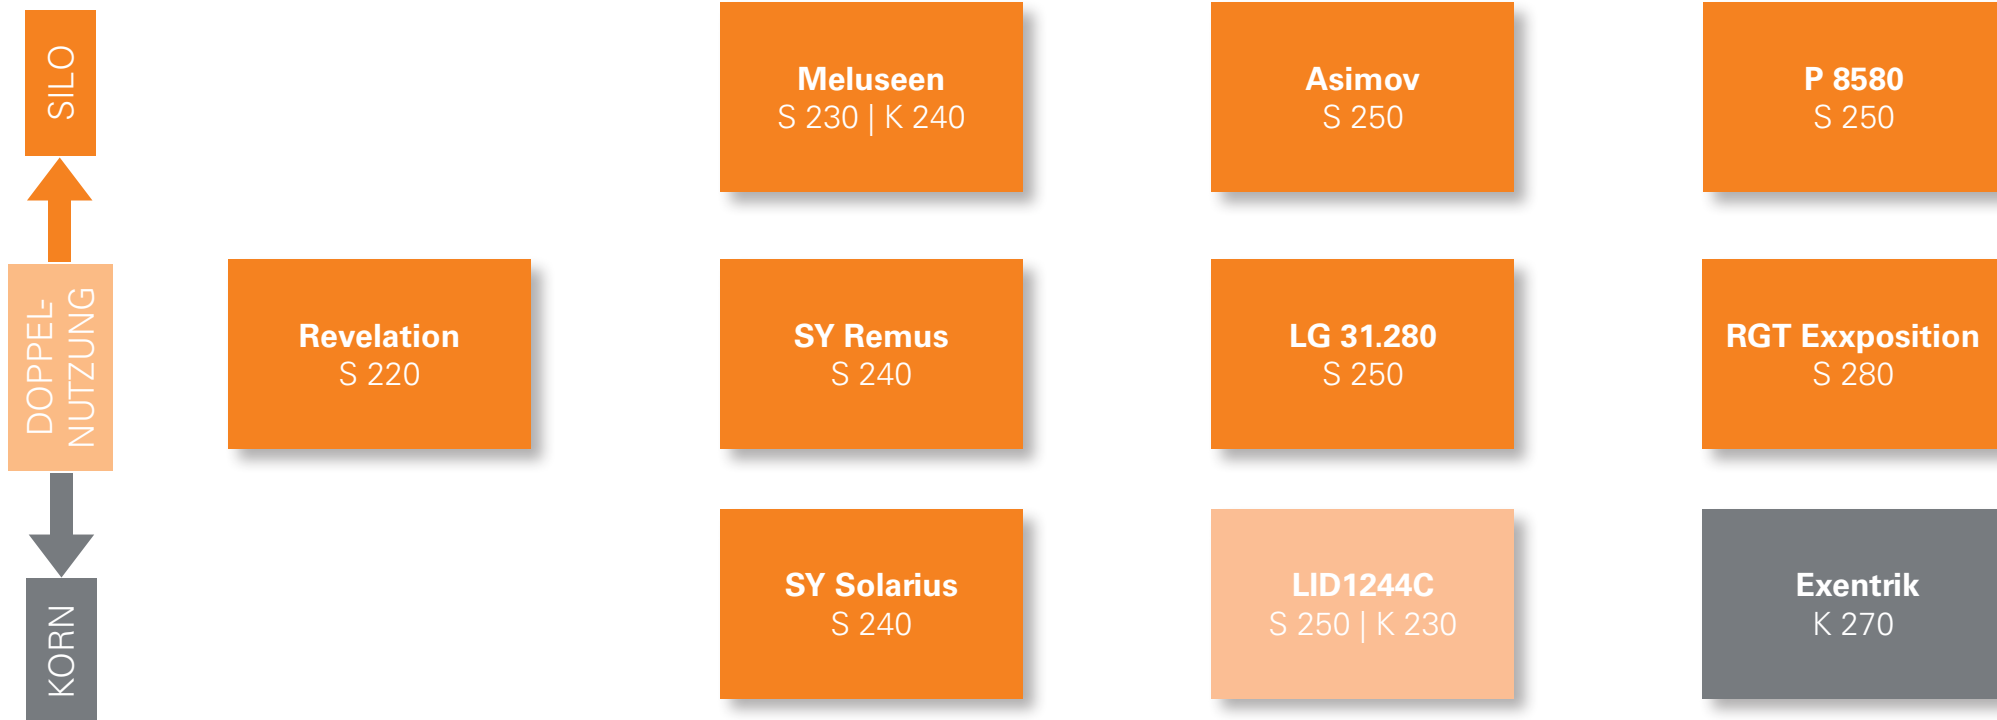 SILO
Meluseen
S 230 | K 240
Asimov
S 250
P 8580
S 250
DOPPEL-
NUTZUNG
Revelation
S 220
SY Remus
S 240
LG 31.280
S 250
RGT Exxposition
S 280
KORN
SY Solarius
S 240
LID1244C
S 250 | K 230
Exentrik
K 270